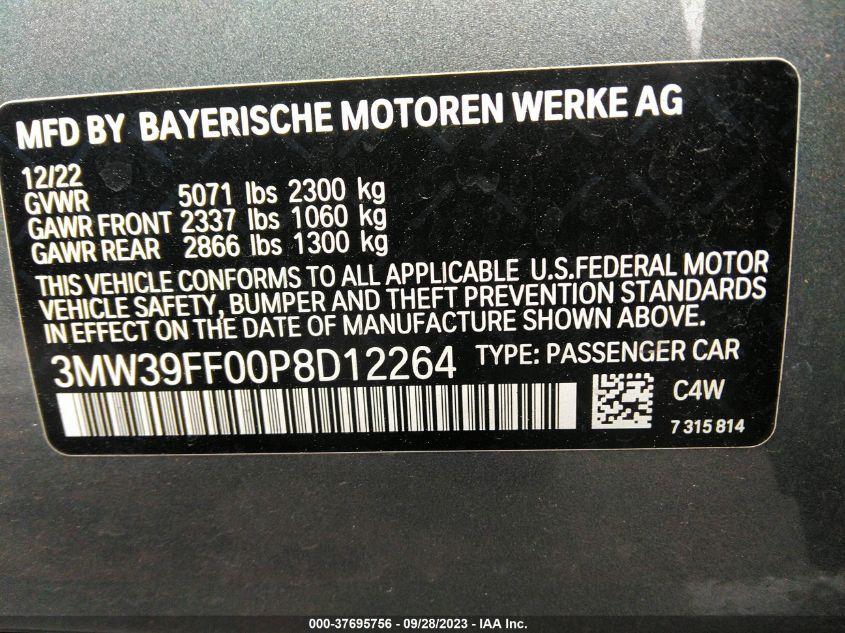 MFD BY BAYERISCHE MOTOREN WERKE AG
12/22
GVWR 5071 lbs 2300 kg
GAWR FRONT 2337 lbs 1060 kg
GAWR REAR 2866 lbs 1300 kg
THIS VEHICLE CONFORMS TO ALL APPLICABLE U.S.FEDERAL MOTOR
VEHICLE SAFETY, BUMPER AND THEFT PREVENTION STANDARDS
IN EFFECT ON THE DATE OF MANUFACTURE SHOWN ABOVE.
3MW39FF00P8D12264 TYPE: PASSENGER CAR
C4W
7 315 814
000-37695756 - 09/28/2023 - IAA Inc.